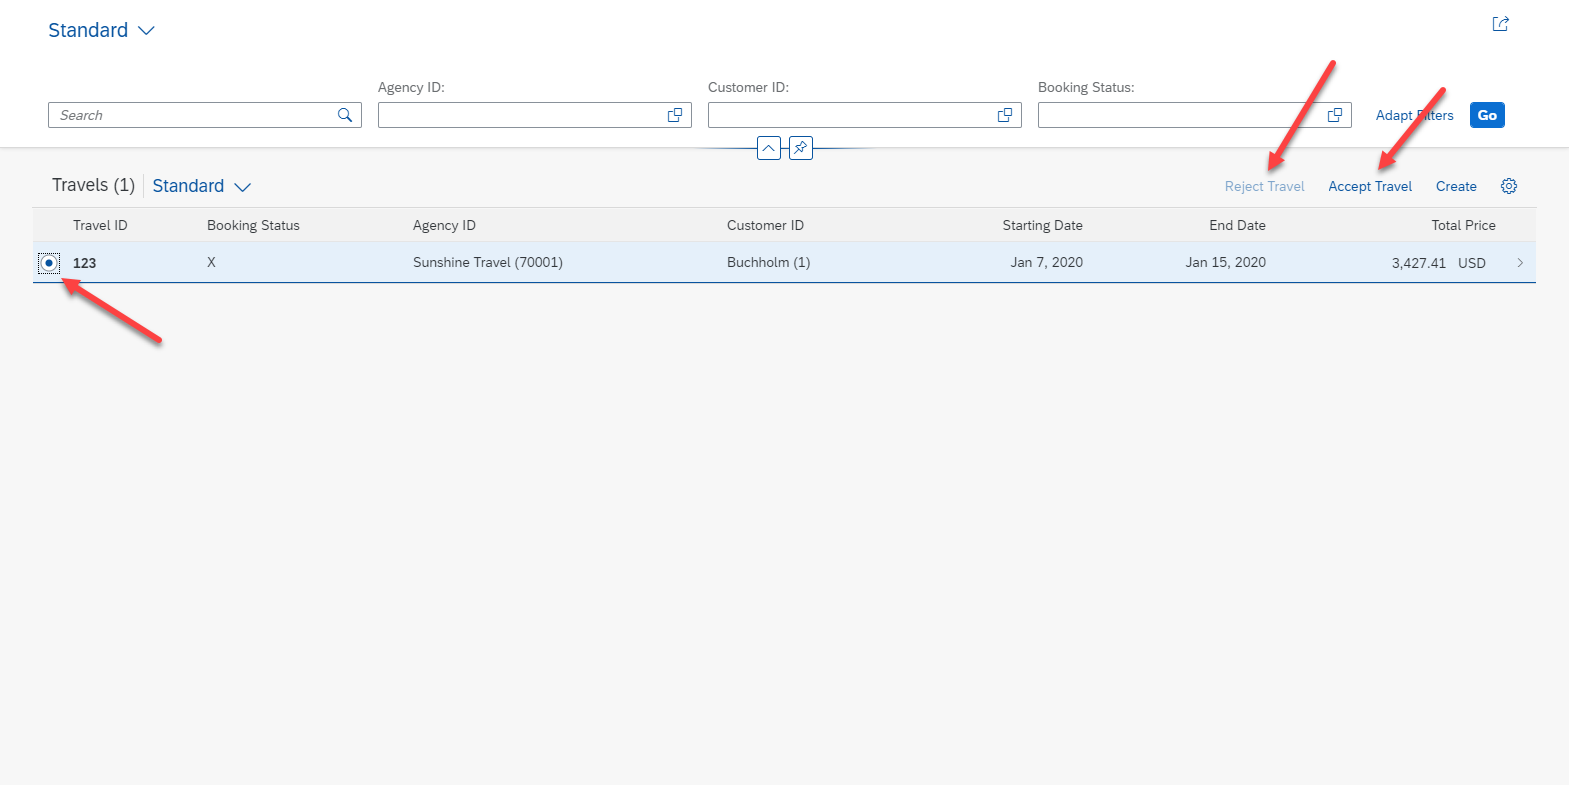 Standard
Agency ID: Customer ID: Booking Status:
Search Adapt Filters Go
Travels (1) Standard Reject Travel Accept Travel Create
Travel ID Booking Status Agency ID Customer ID Starting Date End Date Total Price
123 X Sunshine Travel (70001) Buchholm (1) Jan 7, 2020 Jan 15, 2020 3,427.41 USD